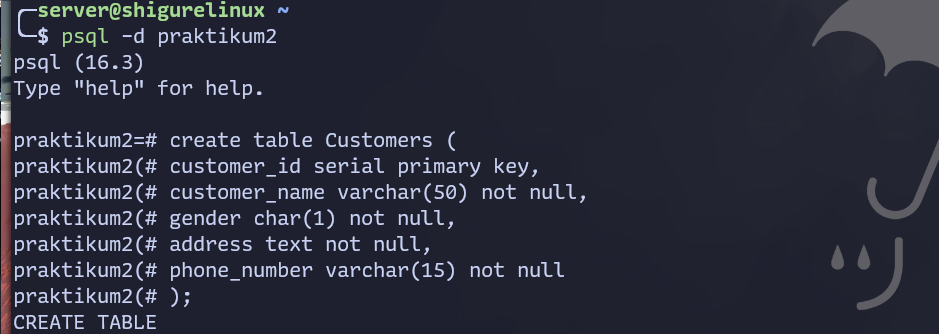 server@shigurelinux ~
$ psql -d praktikum2
psql (16.3)
Type "help" for help.
praktikum2=# create table Customers (
praktikum2(# customer_id serial primary key,
praktikum2(# customer_name varchar(50) not null,
praktikum2(# gender char(1) not null,
praktikum2(# address text not null,
praktikum2(# phone_number varchar(15) not null
praktikum2(# );
CREATE TABLE